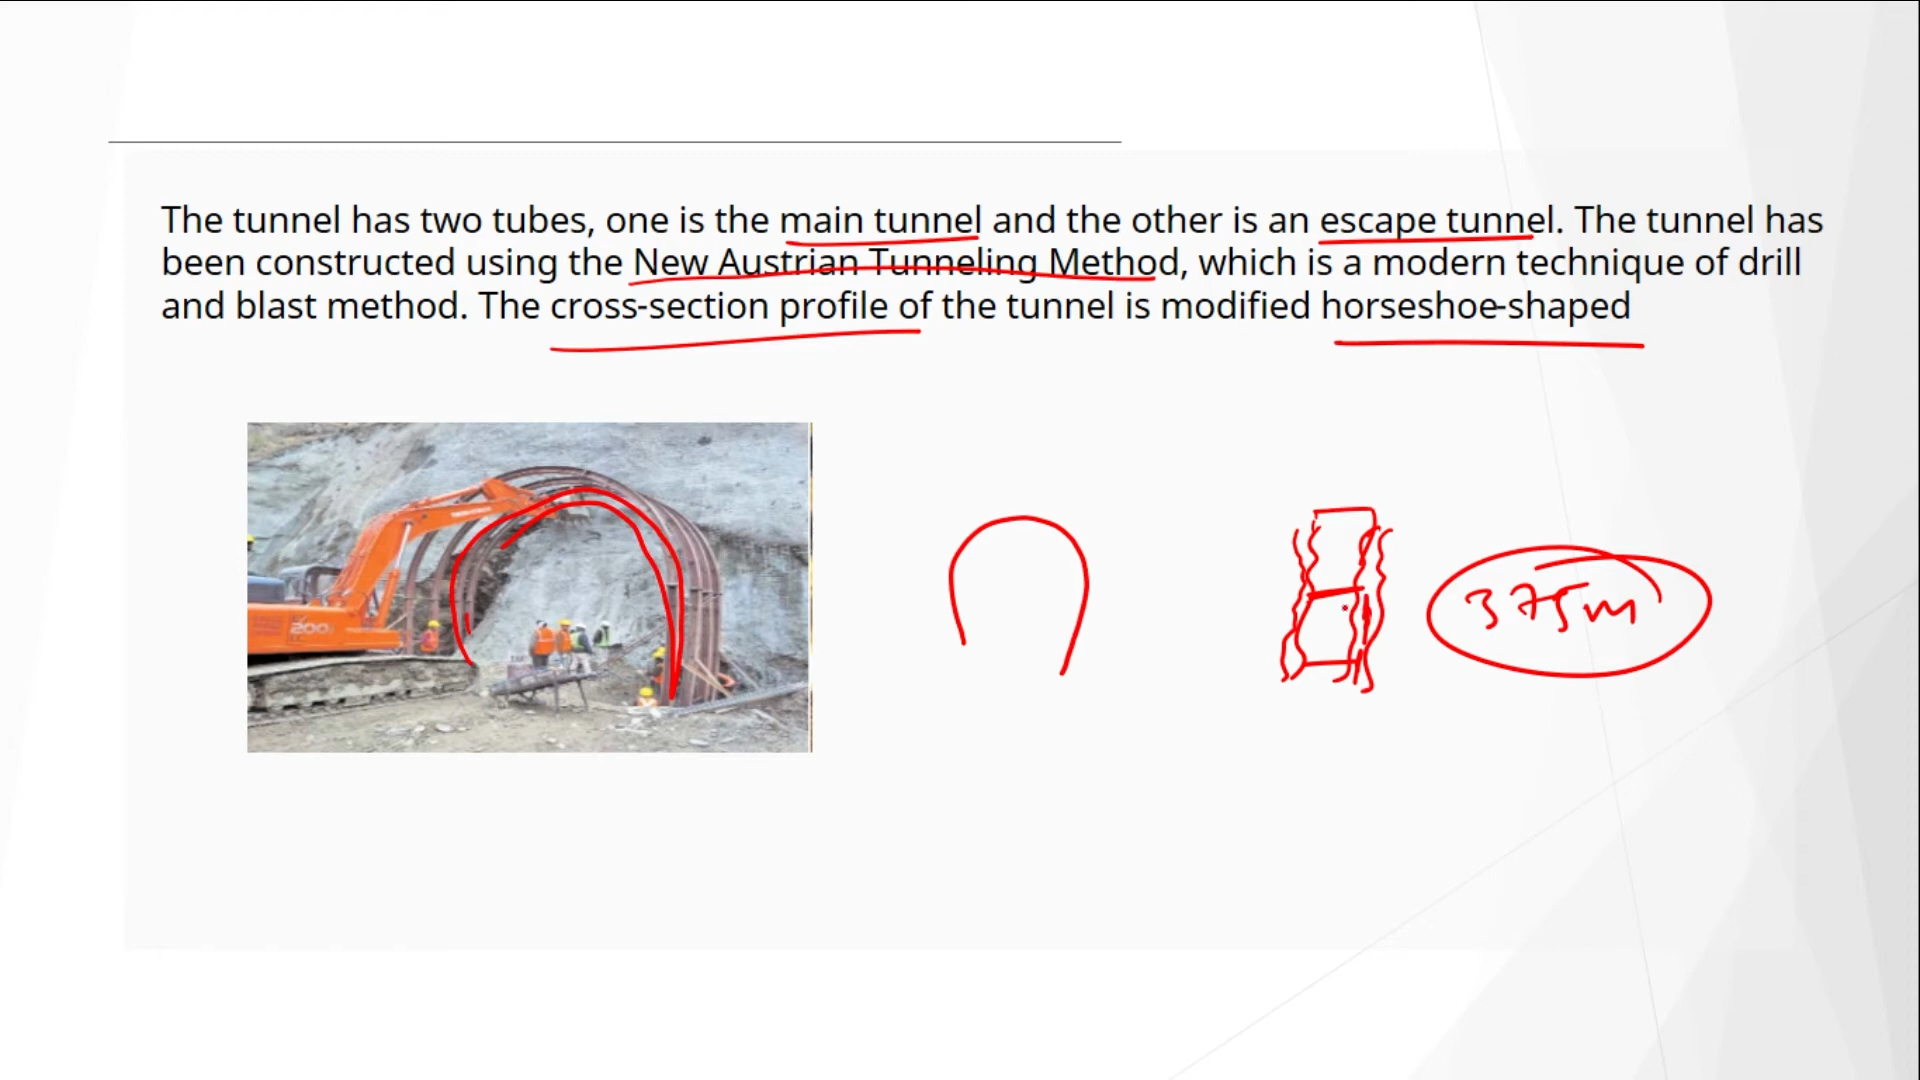 The tunnel has two tubes, one is the main tunnel and the other is an escape tunnel. The tunnel has
been constructed using the New Austrian Tunneling Method, which is a modern technique of drill
and blast method. The cross-section profile of the tunnel is modified horseshoe-shaped
200
375m